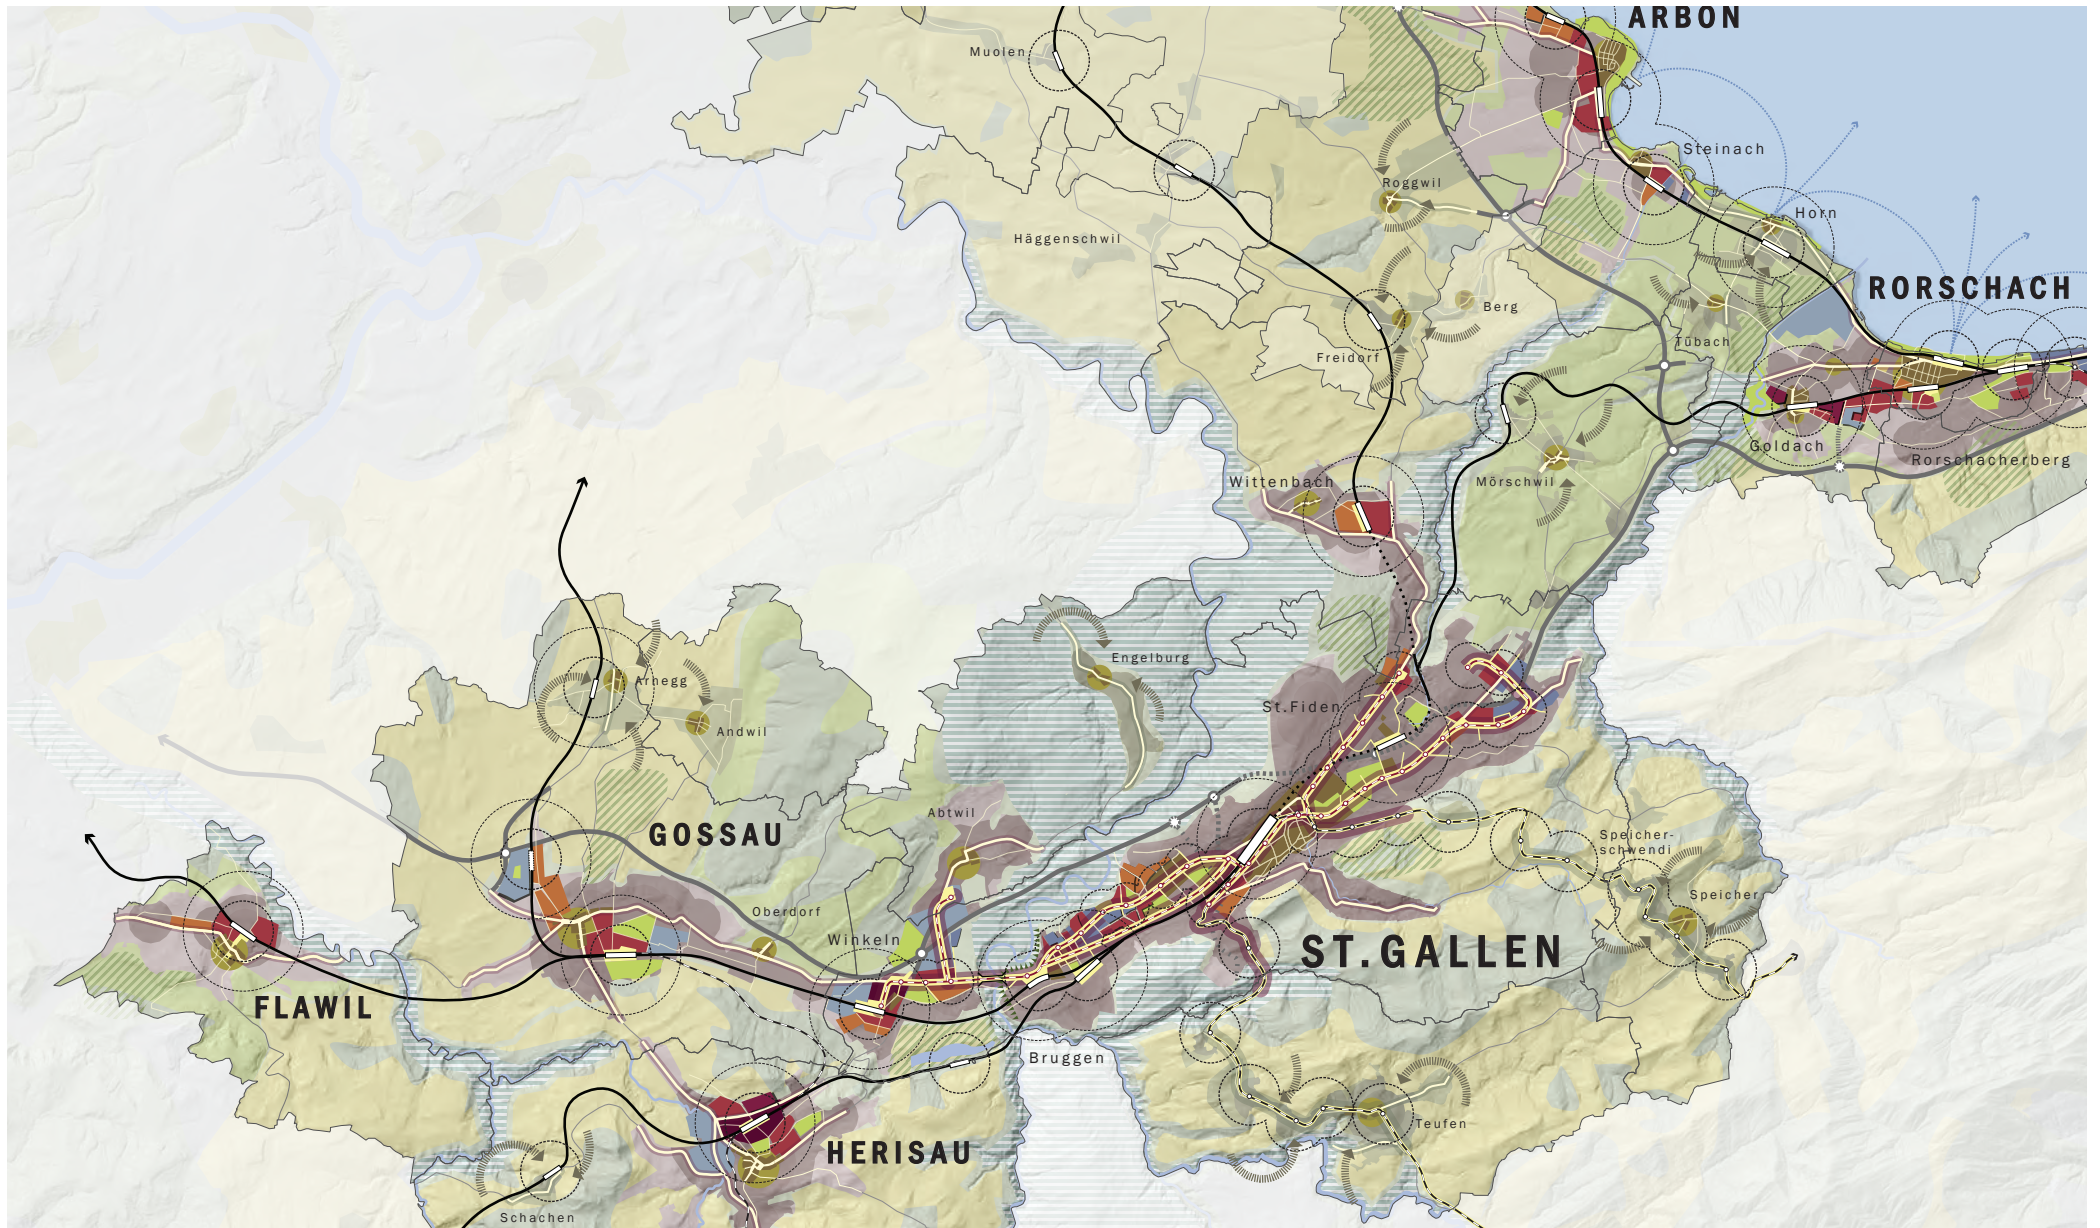 ARBON
Muolen
Steinach
Roggwil
Horn
Häggenschwil
RORSCHACH
Berg
Tübach
Freidorf
Goldach
Rorschacherberg
Wittenbach
Mörschwil
Engelburg
Arnegg
St.Fiden
Andwil
Abtwil
GOSSAU
Speicher-
schwendi
Speicher
Oberdorf
Winkeln
ST.GALLEN
FLAWIL
Bruggen
Teufen
HERISAU
Schachen